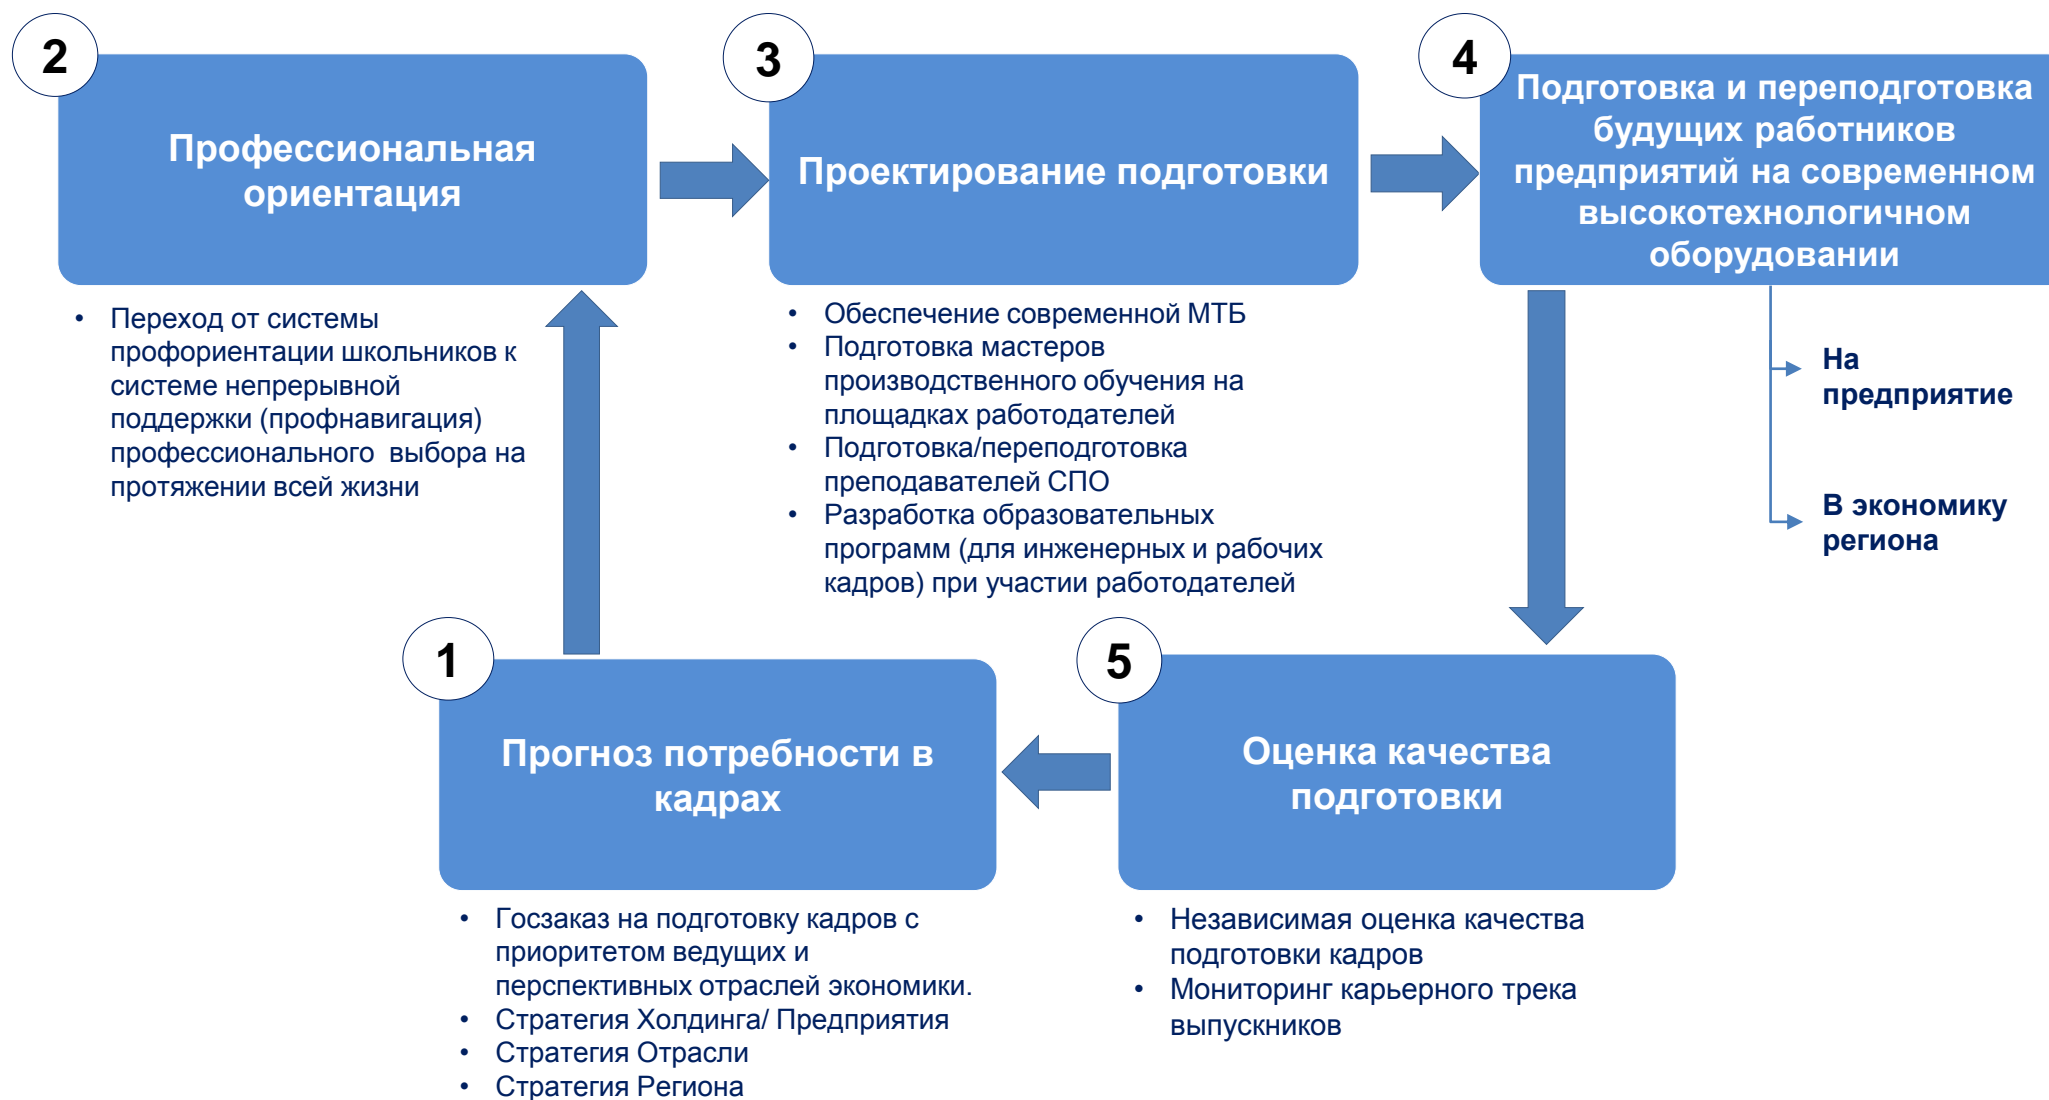 2
Профессиональная
ориентация
• Переход от системы
профориентации школьников к
системе непрерывной
поддержки (профнавигация)
профессионального выбора на
протяжении всей жизни
3
Проектирование подготовки
• Обеспечение современной МТБ
• Подготовка мастеров
производственного обучения на
площадках работодателей
• Подготовка/переподготовка
преподавателей СПО
• Разработка образовательных
программ (для инженерных и рабочих
кадров) при участии работодателей
4
Подготовка и переподготовка
будущих работников
предприятий на современном
высокотехнологичном
оборудовании
На
предприятие
В экономику
региона
1
Прогноз потребности в
кадрах
• Госзаказ на подготовку кадров с
приоритетом ведущих и
перспективных отраслей экономики.
• Стратегия Холдинга/ Предприятия
• Стратегия Отрасли
• Стратегия Региона
5
Оценка качества
подготовки
• Независимая оценка качества
подготовки кадров
• Мониторинг карьерного трека
выпускников